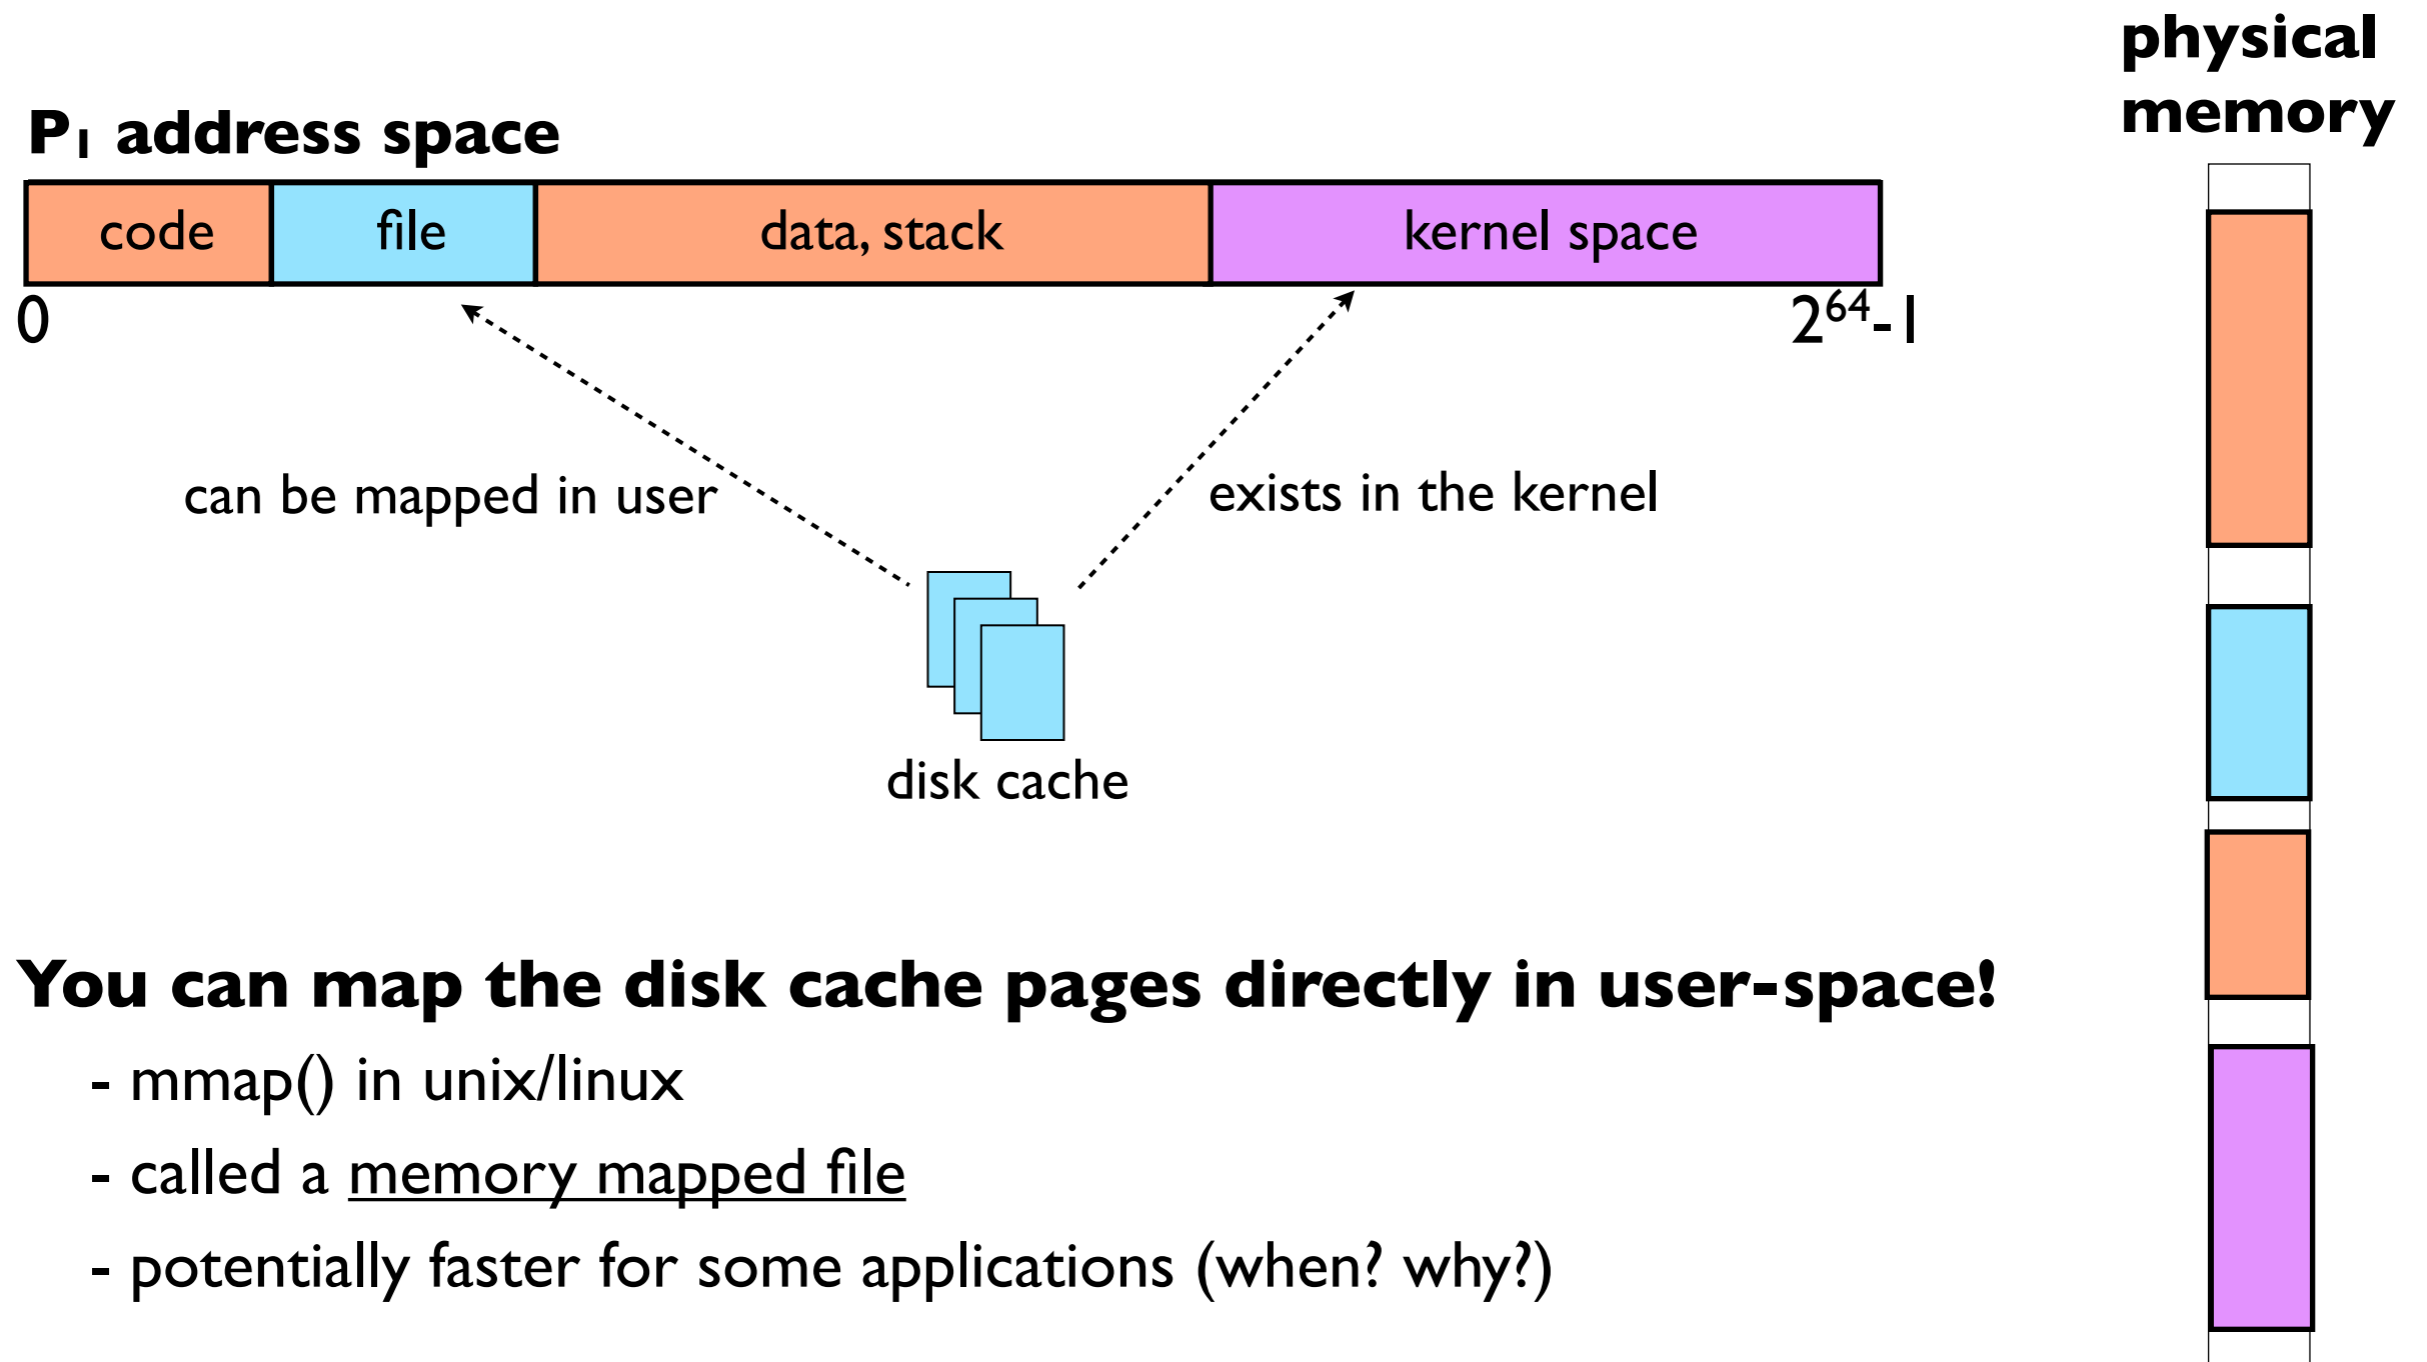 physical
memory
P₁ address space
code file data, stack kernel space
0 2⁶⁴-1
can be mapped in user exists in the kernel
disk cache
You can map the disk cache pages directly in user-space!
- mmap() in unix/linux
- called a memory mapped file
- potentially faster for some applications (when? why?)